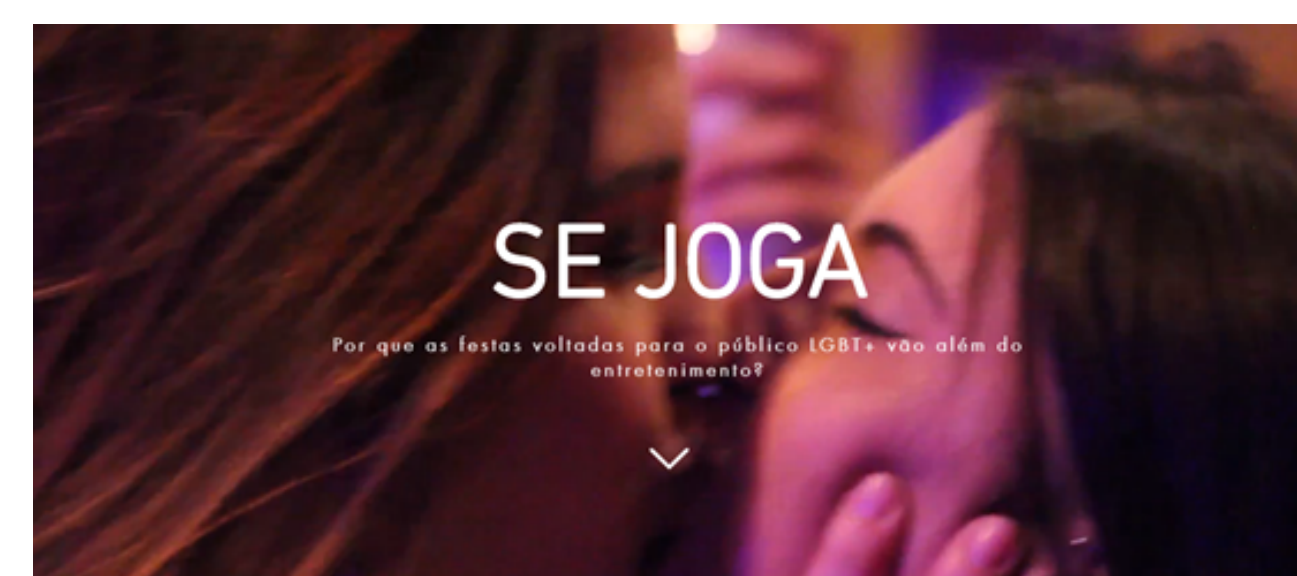 SE JOGA
Por que as festas voltadas para o público LGBT+ vão além do
entretenimento?